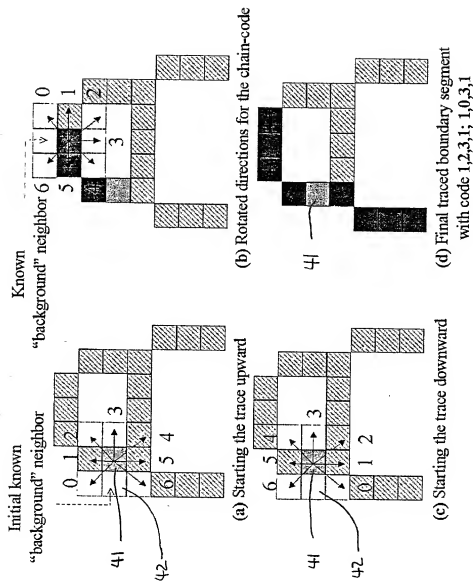 Initial known
"background" neighbor
0
1
2
3
4
5
6
41
42
(a) Starting the trace upward
Known
"background" neighbor
6
v
0
5
1
2
3
(b) Rotated directions for the chain-code
6
5
4
3
2
1
0
41
42
(c) Starting the trace downward
41
(d) Final traced boundary segment
with code 1,2,3,1; 1,0,3,1